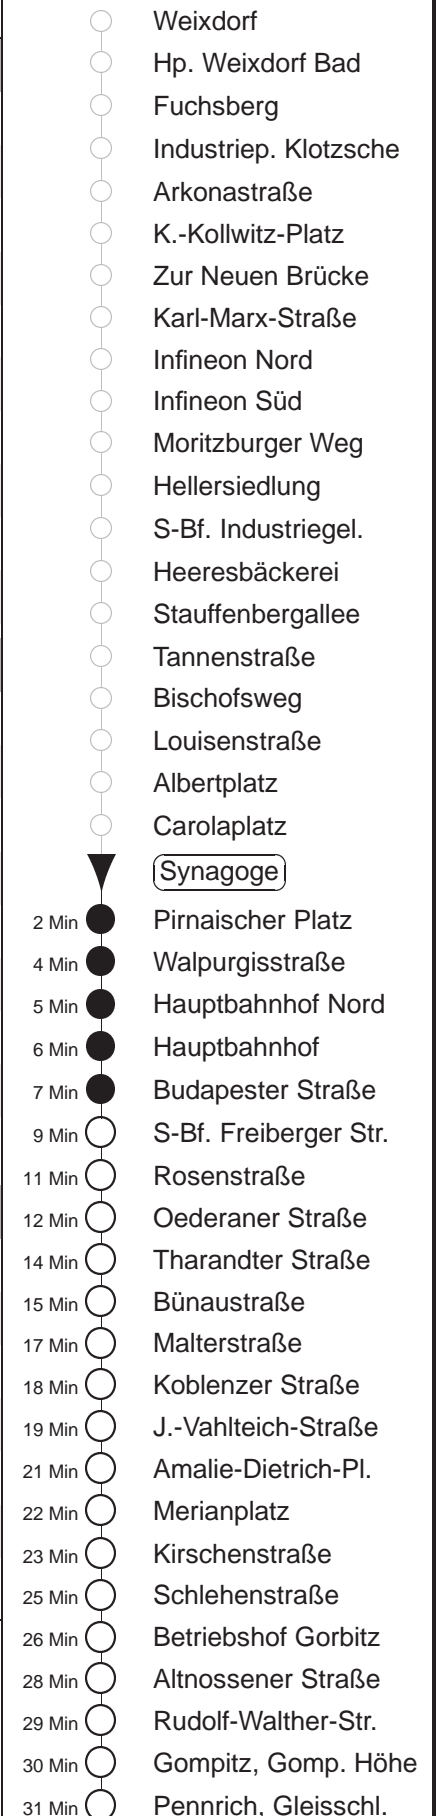 Weixdorf
Hp. Weixdorf Bad
Fuchsberg
Industriep. Klotzsche
Arkonastraße
K.-Kollwitz-Platz
Zur Neuen Brücke
Karl-Marx-Straße
Infineon Nord
Infineon Süd
Moritzburger Weg
Hellersiedlung
S-Bf. Industriegel.
Heeresbäckerei
Stauffenbergallee
Tannenstraße
Bischofsweg
Louisenstraße
Albertplatz
Carolaplatz
Synagoge
2 Min Pirnaischer Platz
4 Min Walpurgisstraße
5 Min Hauptbahnhof Nord
6 Min Hauptbahnhof
7 Min Budapester Straße
9 Min S-Bf. Freiberger Str.
11 Min Rosenstraße
12 Min Oederaner Straße
14 Min Tharandter Straße
15 Min Bünaustraße
17 Min Malterstraße
18 Min Koblenzer Straße
19 Min J.-Vahlteich-Straße
21 Min Amalie-Dietrich-Pl.
22 Min Merianplatz
23 Min Kirschenstraße
25 Min Schlehenstraße
26 Min Betriebshof Gorbitz
28 Min Altnossener Straße
29 Min Rudolf-Walther-Str.
30 Min Gompitz, Gomp. Höhe
31 Min Pennrich, Gleisschl.